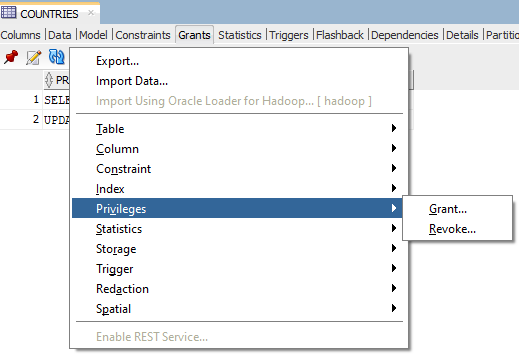 COUNTRIES
Columns Data Model Constraints Grants Statistics Triggers Flashback Dependencies Details Partitio
PR
1 SELE
2 UPDA
Export...
Import Data...
Import Using Oracle Loader for Hadoop... [ hadoop ]
Table
Column
Constraint
Index
Privileges
Grant...
Revoke...
Statistics
Storage
Trigger
Redaction
Spatial
Enable REST Service...